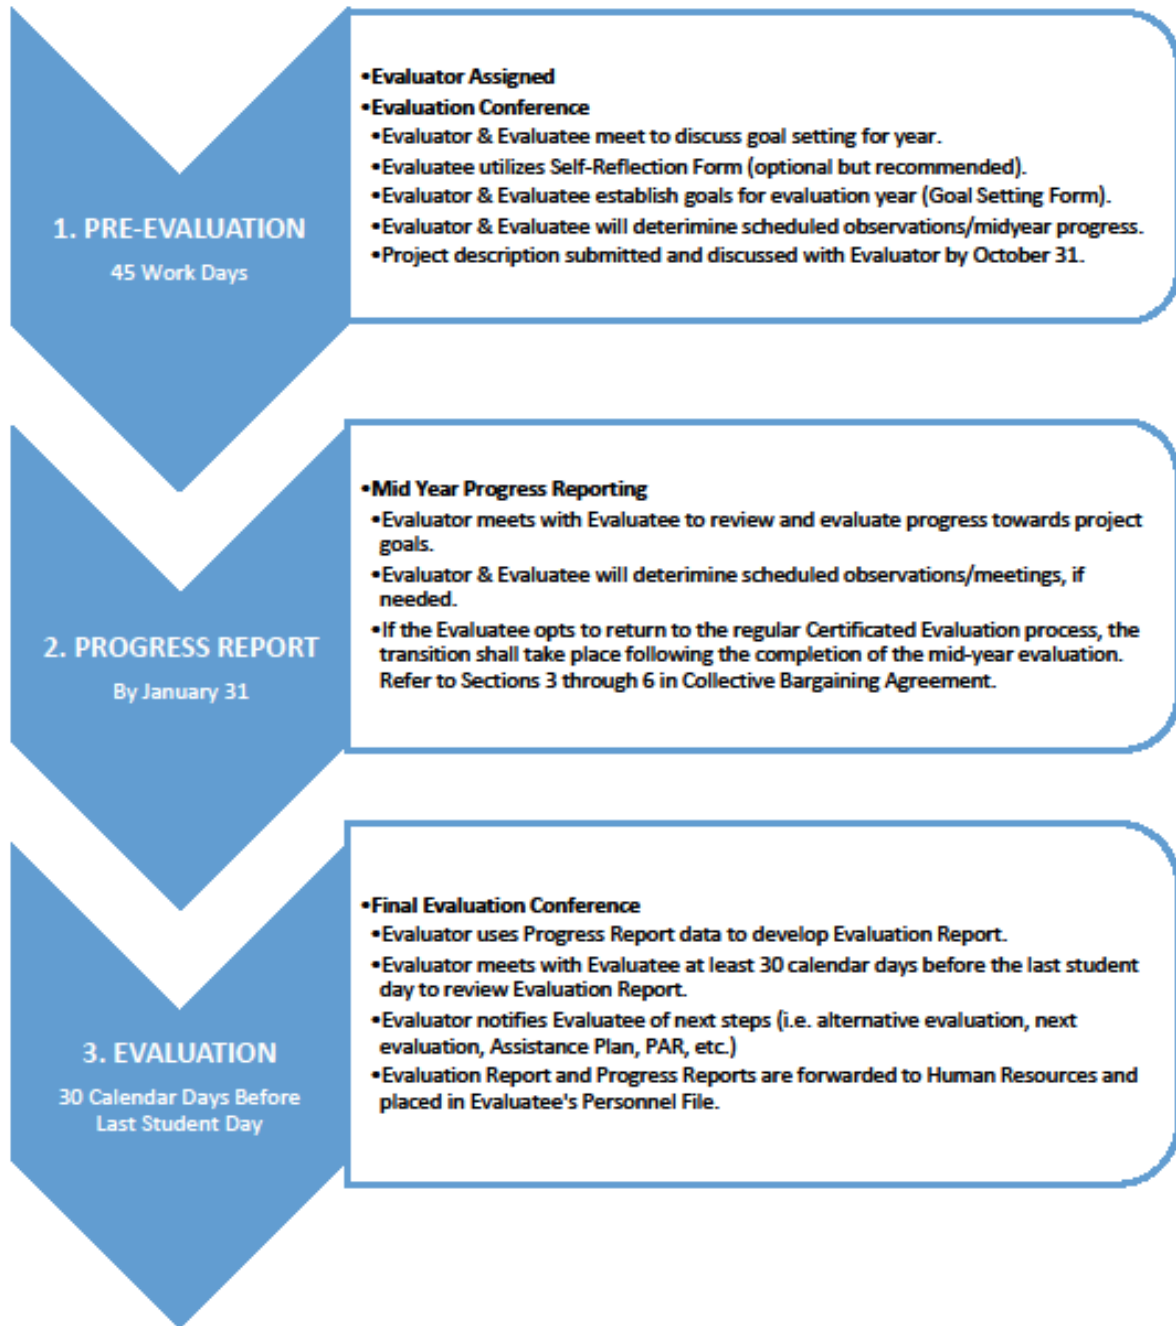 1. PRE-EVALUATION
45 Work Days
•Evaluator Assigned
•Evaluation Conference
•Evaluator & Evaluatee meet to discuss goal setting for year.
•Evaluatee utilizes Self-Reflection Form (optional but recommended).
•Evaluator & Evaluatee establish goals for evaluation year (Goal Setting Form).
•Evaluator & Evaluatee will deterimine scheduled observations/midyear progress.
•Project description submitted and discussed with Evaluator by October 31.
2. PROGRESS REPORT
By January 31
•Mid Year Progress Reporting
•Evaluator meets with Evaluatee to review and evaluate progress towards project
goals.
•Evaluator & Evaluatee will deterimine scheduled observations/meetings, if
needed.
•If the Evaluatee opts to return to the regular Certificated Evaluation process, the
transition shall take place following the completion of the mid-year evaluation.
Refer to Sections 3 through 6 in Collective Bargaining Agreement.
3. EVALUATION
30 Calendar Days Before
Last Student Day
•Final Evaluation Conference
•Evaluator uses Progress Report data to develop Evaluation Report.
•Evaluator meets with Evaluatee at least 30 calendar days before the last student
day to review Evaluation Report.
•Evaluator notifies Evaluatee of next steps (i.e. alternative evaluation, next
evaluation, Assistance Plan, PAR, etc.)
•Evaluation Report and Progress Reports are forwarded to Human Resources and
placed in Evaluatee's Personnel File.